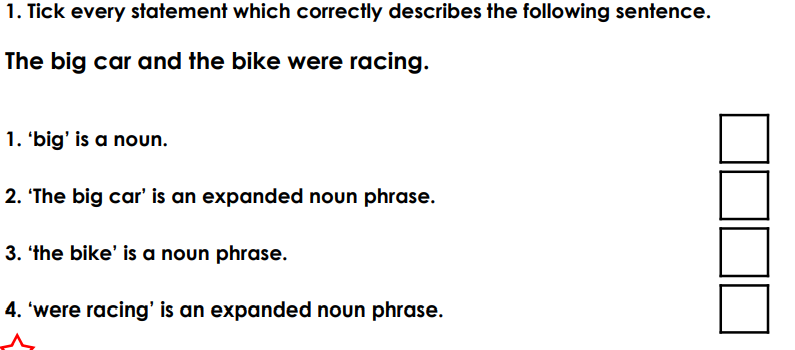 1. Tick every statement which correctly describes the following sentence.
The big car and the bike were racing.
1. ‘big’ is a noun.
2. ‘The big car’ is an expanded noun phrase.
3. ‘the bike’ is a noun phrase.
4. ‘were racing’ is an expanded noun phrase.